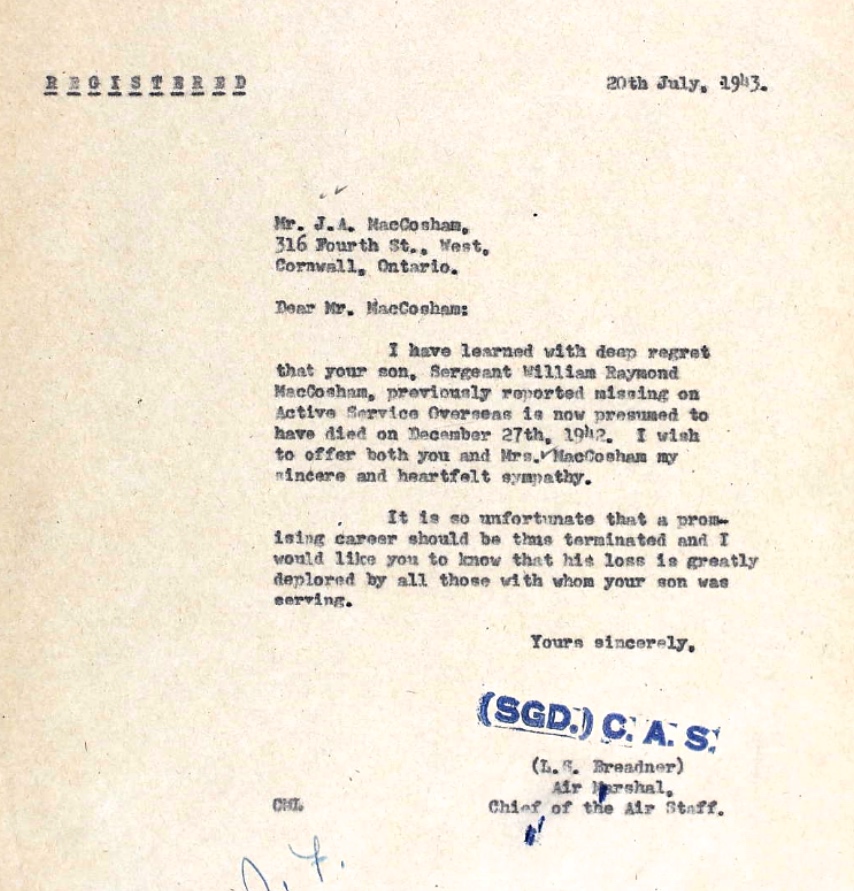 REGISTERED
20th July, 1943.
Mr. J.A. MacCosham,
316 Fourth St., West,
Cornwall, Ontario.
Dear Mr. MacCosham:
I have learned with deep regret
that your son, Sergeant William Raymond
MacCosham, previously reported missing on
Active Service Overseas is now presumed to
have died on December 27th, 1942. I wish
to offer both you and Mrs. MacCosham my
sincere and heartfelt sympathy.
It is so unfortunate that a prom-
ising career should be thus terminated and I
would like you to know that his loss is greatly
deplored by all those with whom your son was
serving.
Yours sincerely,
(SGD.) C. A. S.
(L.S. Breadner)
Air Marshal,
CML
Chief of the Air Staff.